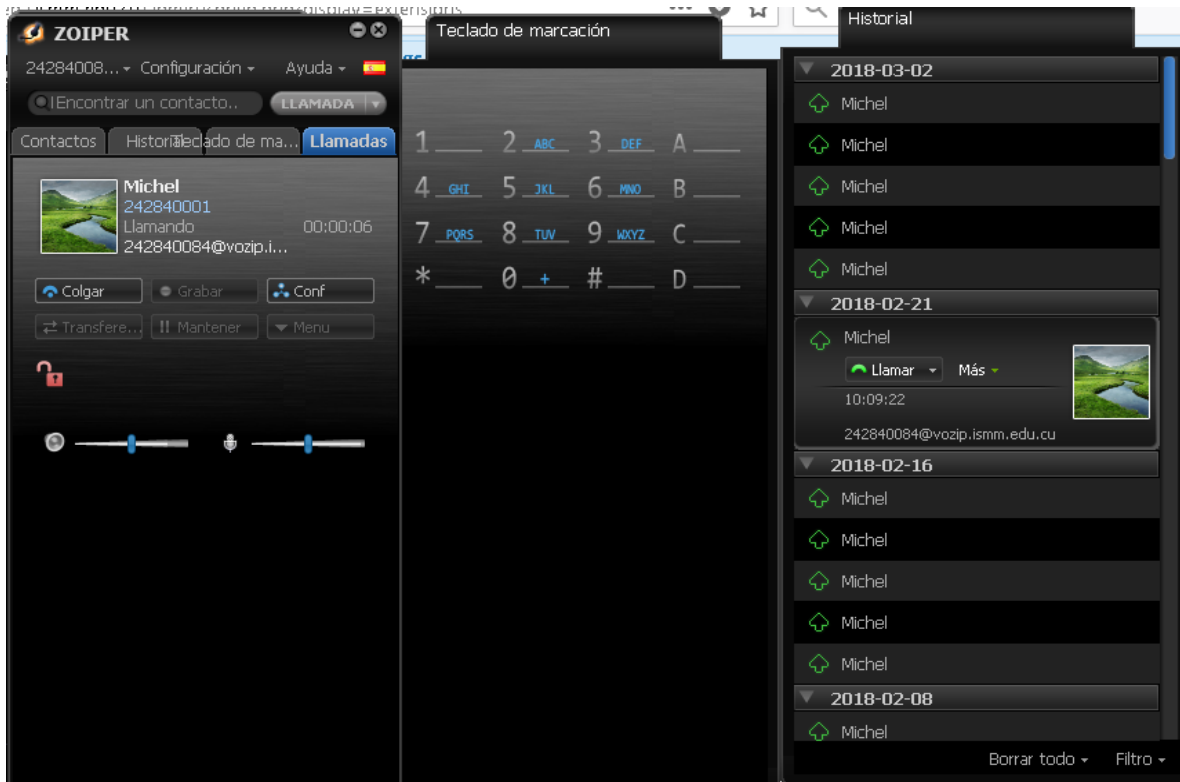 ZOIPER
24284008... Configuración Ayuda
Encontrar un contacto..
LLAMADA
Contactos
Historial
Teclado de ma...
Llamadas
Michel
242840001
Llamando 00:00:06
242840084@vozip.i...
Colgar Grabar Conf
Transfere... Mantener Menu
Teclado de marcación
1 2 ABC 3 DEF A
4 GHI 5 JKL 6 MNO B
7 PQRS 8 TUV 9 WXYZ C
* 0 + # D
Historial
2018-03-02
Michel
Michel
Michel
Michel
Michel
2018-02-21
Michel
Llamar Más
10:09:22
242840084@vozip.ismm.edu.cu
2018-02-16
Michel
Michel
Michel
Michel
Michel
2018-02-08
Michel
Borrar todo Filtro